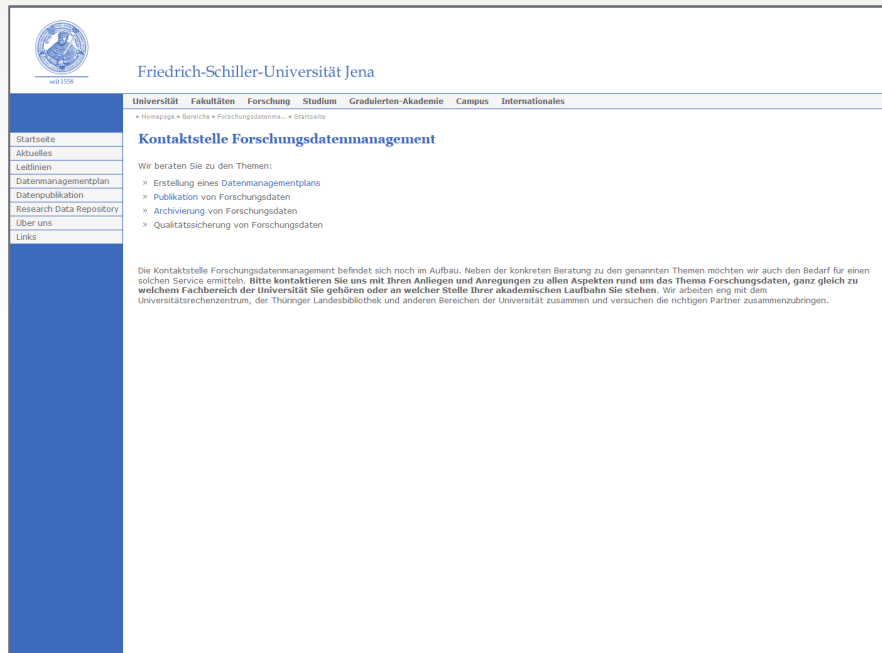 seit 1558
Friedrich-Schiller-Universität Jena
Universität Fakultäten Forschung Studium Graduierten-Akademie Campus Internationales
» Homepage » Bereiche » Forschungsdatenma... » Startseite
Startseite
Aktuelles
Leitlinien
Datenmanagementplan
Datenpublikation
Research Data Repository
Über uns
Links
Kontaktstelle Forschungsdatenmanagement
Wir beraten Sie zu den Themen:
» Erstellung eines Datenmanagementplans
» Publikation von Forschungsdaten
» Archivierung von Forschungsdaten
» Qualitätssicherung von Forschungsdaten
Die Kontaktstelle Forschungsdatenmanagement befindet sich noch im Aufbau. Neben der konkreten Beratung zu den genannten Themen möchten wir auch den Bedarf für einen
solchen Service ermitteln. Bitte kontaktieren Sie uns mit Ihren Anliegen und Anregungen zu allen Aspekten rund um das Thema Forschungsdaten, ganz gleich zu
welchem Fachbereich der Universität Sie gehören oder an welcher Stelle Ihrer akademischen Laufbahn Sie stehen. Wir arbeiten eng mit dem
Universitätsrechenzentrum, der Thüringer Landesbibliothek und anderen Bereichen der Universität zusammen und versuchen die richtigen Partner zusammenzubringen.